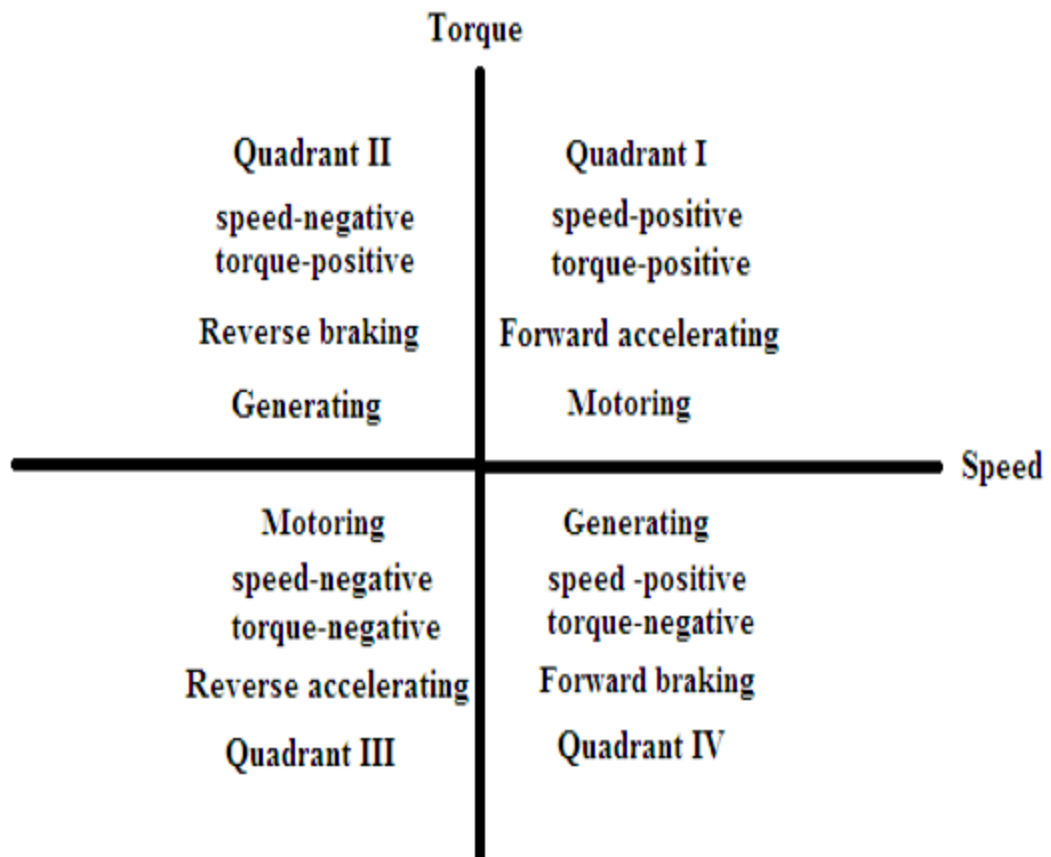 Torque
Quadrant II
speed-negative
torque-positive
Reverse braking
Generating
Quadrant I
speed-positive
torque-positive
Forward accelerating
Motoring
Speed
Motoring
speed-negative
torque-negative
Reverse accelerating
Quadrant III
Generating
speed -positive
torque-negative
Forward braking
Quadrant IV